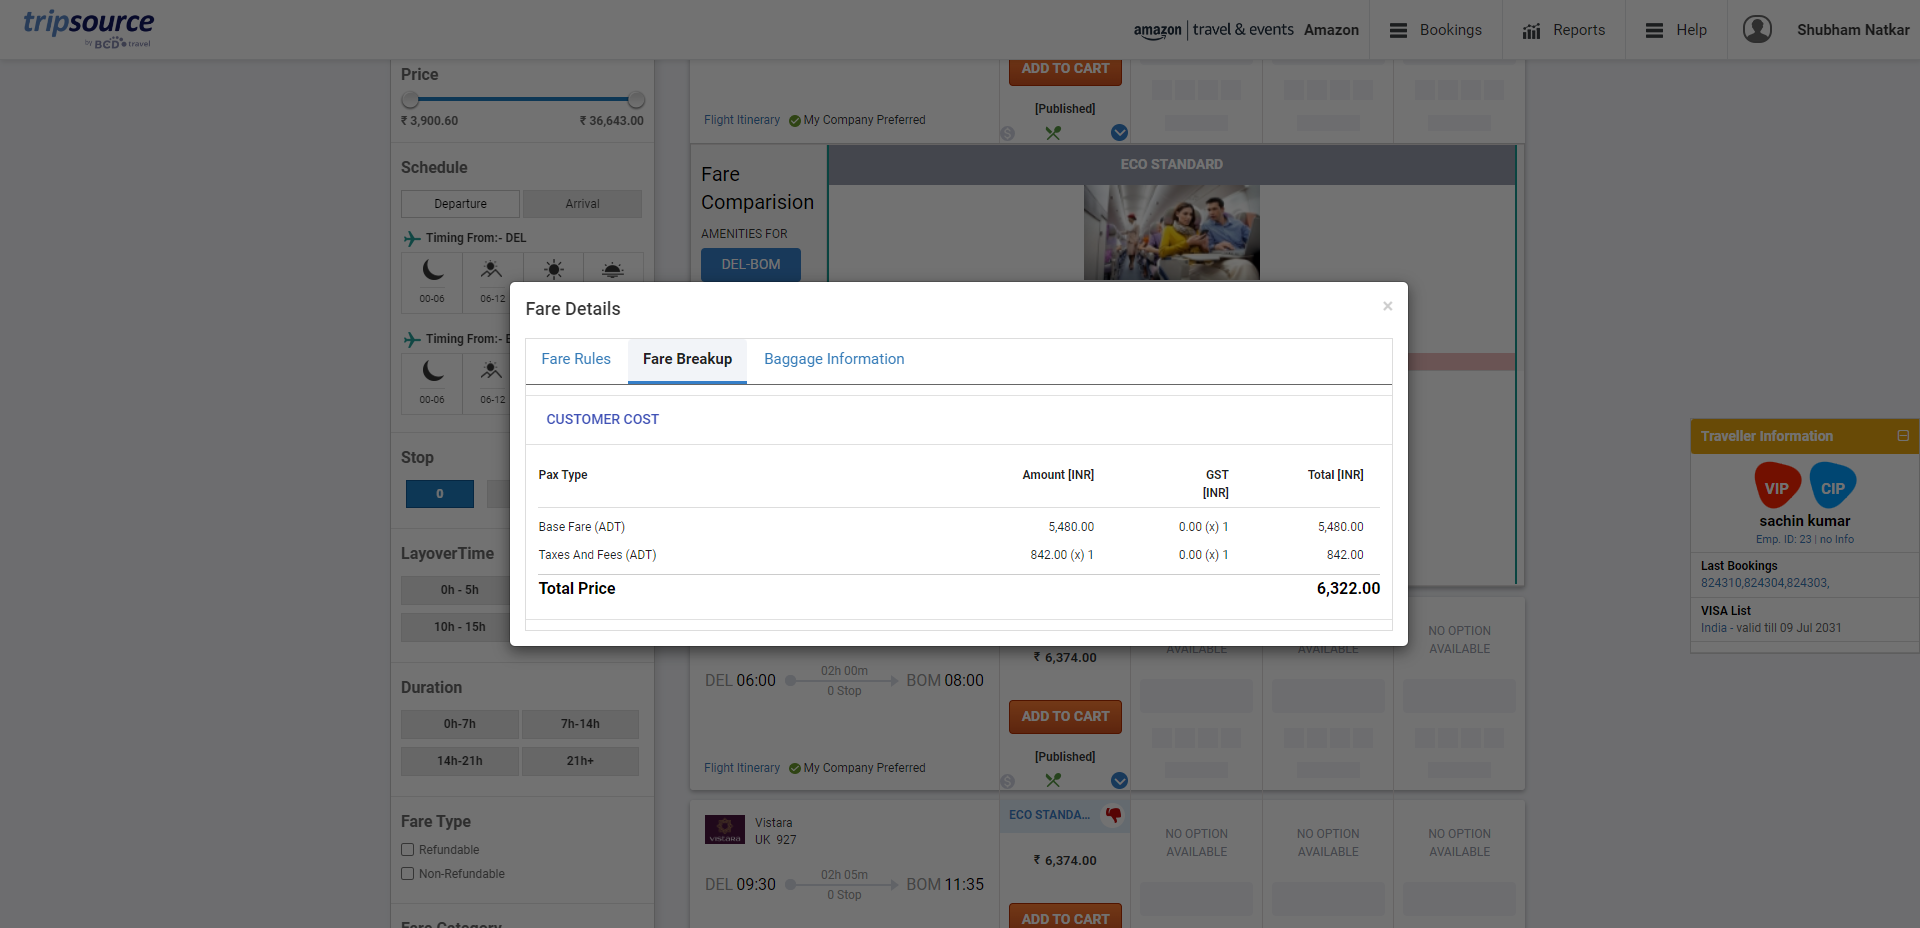 tripsource
by BCD travel
amazon | travel & events Amazon
Bookings
Reports
Help
Shubham Natkar
Price
₹ 3,900.60
₹ 36,643.00
Schedule
Departure
Arrival
Timing From:- DEL
00-06
06-12
Timing From:-
00-06
06-12
Stop
0
LayoverTime
0h - 5h
10h - 15h
Duration
0h-7h
7h-14h
14h-21h
21h+
Fare Type
Refundable
Non-Refundable
Fare Category
ADD TO CART
[Published]
Flight Itinerary
My Company Preferred
Fare
Comparision
AMENITIES FOR
DEL-BOM
ECO STANDARD
Fare Details
×
Fare Rules
Fare Breakup
Baggage Information
CUSTOMER COST
Pax Type
Amount [INR]
GST
[INR]
Total [INR]
Base Fare (ADT)
5,480.00
0.00 (x) 1
5,480.00
Taxes And Fees (ADT)
842.00 (x) 1
0.00 (x) 1
842.00
Total Price
6,322.00
₹ 6,374.00
AVAILABLE
AVAILABLE
NO OPTION
AVAILABLE
DEL 06:00
02h 00m
0 Stop
BOM 08:00
ADD TO CART
[Published]
Flight Itinerary
My Company Preferred
VISTARA
Vistara
UK 927
ECO STANDA...
₹ 6,374.00
NO OPTION
AVAILABLE
NO OPTION
AVAILABLE
NO OPTION
AVAILABLE
DEL 09:30
02h 05m
0 Stop
BOM 11:35
ADD TO CART
Traveller Information
VIP
CIP
sachin kumar
Emp. ID: 23 | no Info
Last Bookings
824310,824304,824303,
VISA List
India - valid till 09 Jul 2031